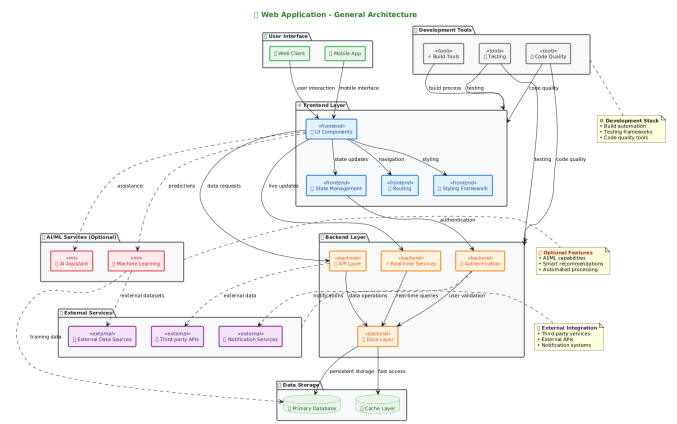 Web Application - General Architecture
User Interface
Web Client
Mobile App
Development Tools
«tools»
Build Tools
«tools»
Testing
«tools»
Code Quality
user interaction
mobile interface
build process
testing
code quality
Development Stack
• Build automation
• Testing frameworks
• Code quality tools
Frontend Layer
«frontend»
UI Components
state updates
navigation
styling
assistance
predictions
data requests
live updates
testing
code quality
«frontend»
State Management
«frontend»
Routing
«frontend»
Styling Framework
authentication
AI/ML Services (Optional)
«ml»
AI Assistant
«ml»
Machine Learning
Backend Layer
«backend»
API Layer
«backend»
Real-time Services
«backend»
Authentication
Optional Features
• AI/ML capabilities
• Smart recommendations
• Automated processing
external datasets
external data
notifications
data operations
real-time queries
user validation
External Services
«external»
External Data Sources
«external»
Third-party APIs
«external»
Notification Services
«backend»
Data Layer
External Integration
• Third-party services
• External APIs
• Notification systems
training data
persistent storage
fast access
Data Storage
Primary Database
Cache Layer